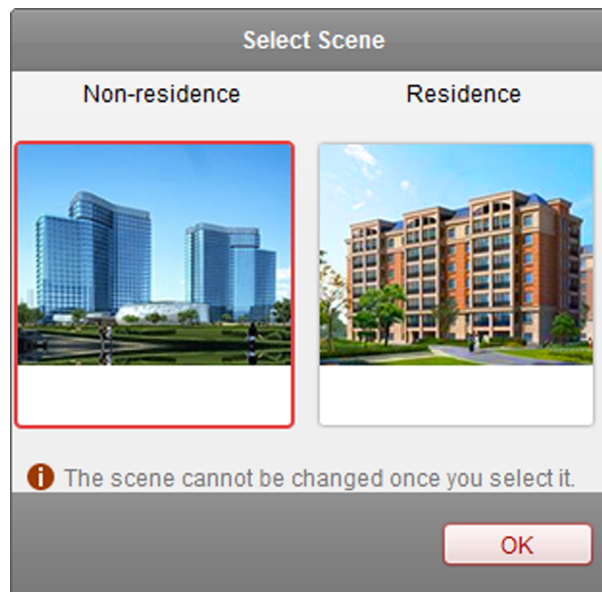 Select Scene
Non-residence Residence
The scene cannot be changed once you select it.
OK